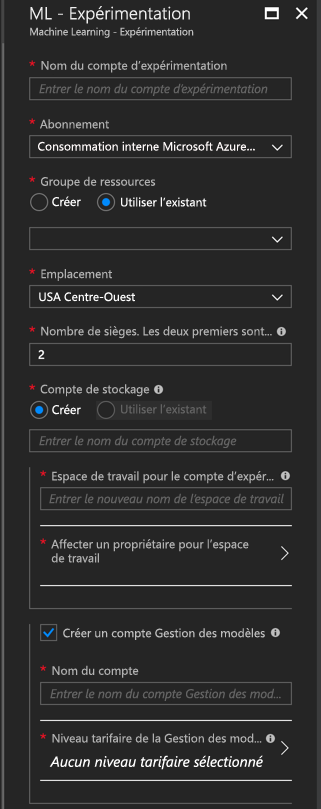 ML - Expérimentation
Machine Learning - Expérimentation
* Nom du compte d'expérimentation
Entrer le nom du compte d'expérimentation
* Abonnement
Consommation interne Microsoft Azure...
* Groupe de ressources
Créer Utiliser l'existant
* Emplacement
USA Centre-Ouest
* Nombre de sièges. Les deux premiers sont...
2
* Compte de stockage
Créer Utiliser l'existant
Entrer le nom du compte de stockage
* Espace de travail pour le compte d'expér...
Entrer le nouveau nom de l'espace de travail
* Affecter un propriétaire pour l'espace
de travail
Créer un compte Gestion des modèles
* Nom du compte
Entrer le nom du compte Gestion des mod...
* Niveau tarifaire de la Gestion des mod...
Aucun niveau tarifaire sélectionné